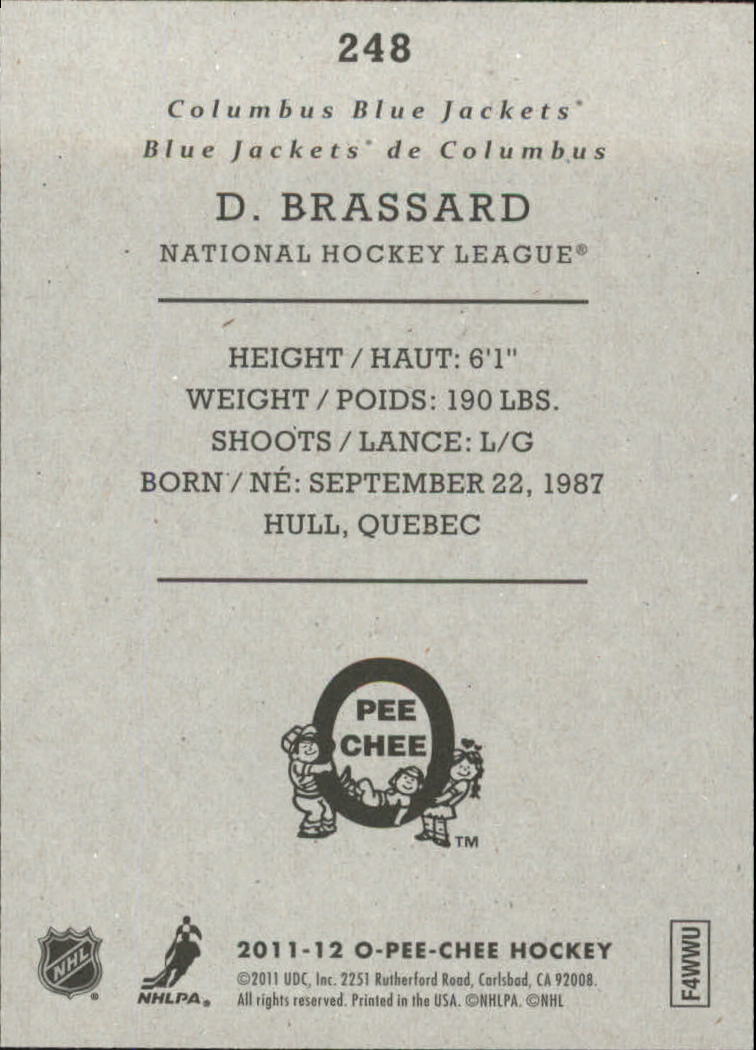 248
Columbus Blue Jackets
Blue Jackets de Columbus
D. BRASSARD
NATIONAL HOCKEY LEAGUE®
HEIGHT / HAUT: 6'1"
WEIGHT / POIDS: 190 LBS.
SHOOTS / LANCE: L/G
BORN / NÉ: SEPTEMBER 22, 1987
HULL, QUEBEC
O
PEE
CHEE
TM
NHL
®
NHLPA®
2011-12 O-PEE-CHEE HOCKEY
©2011 UDC, Inc. 2251 Rutherford Road, Carlsbad, CA 92008.
All rights reserved. Printed in the USA. ©NHLPA. ©NHL
F4WWU